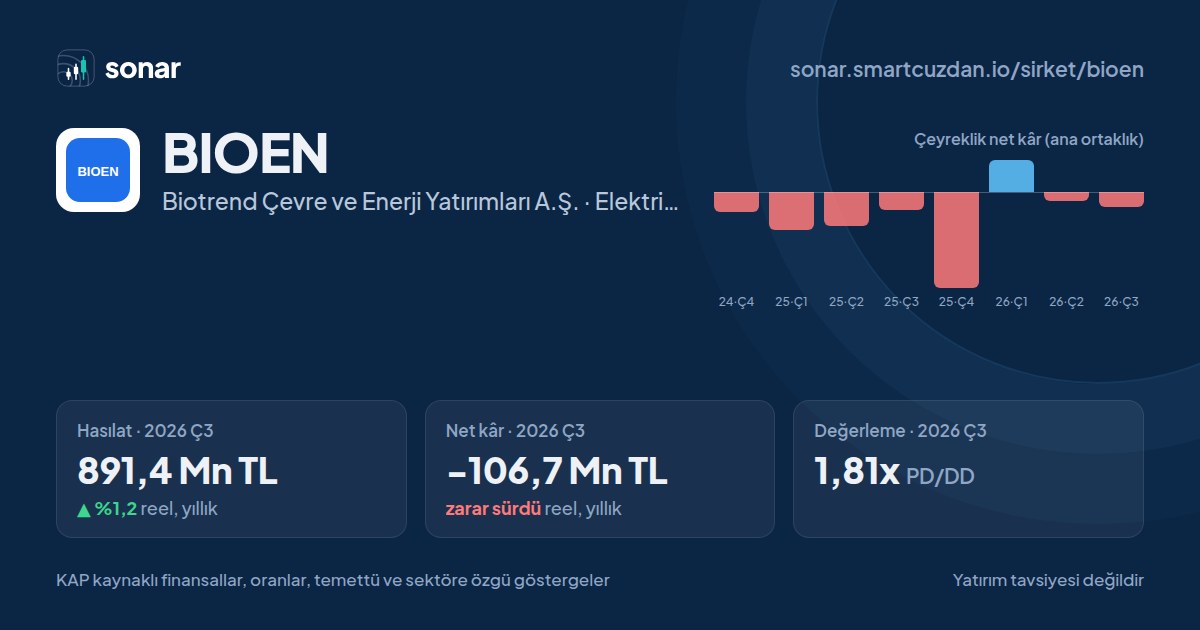 sonar
sonar.smartcuzdan.io/sirket/bioen
BIOEN
BIOEN
Biotrend Çevre ve Enerji Yatırımları A.Ş. · Elektri...
Çeyreklik net kâr (ana ortaklık)
24·Ç4 25·Ç1 25·Ç2 25·Ç3 25·Ç4 26·Ç1 26·Ç2 26·Ç3
Hasılat · 2026 Ç3
891,4 Mn TL
▲ %1,2 reel, yıllık
Net kâr · 2026 Ç3
-106,7 Mn TL
zarar sürdü reel, yıllık
Değerleme · 2026 Ç3
1,81x PD/DD
KAP kaynaklı finansallar, oranlar, temettü ve sektöre özgü göstergeler
Yatırım tavsiyesi değildir